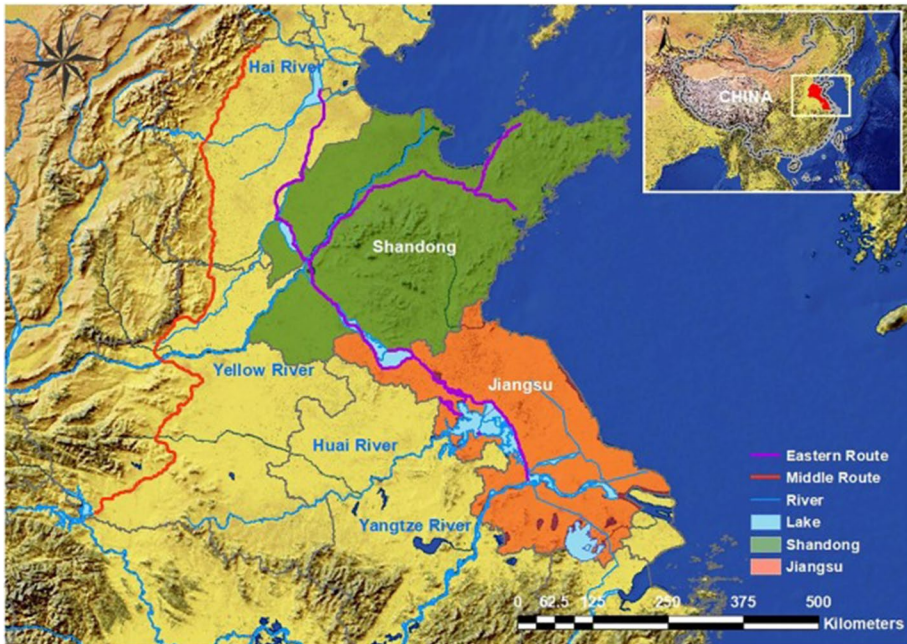 Hai River
N
CHINA
Shandong
Yellow River
Jiangsu
Huai River
Yangtze River
Eastern Route
Middle Route
River
Lake
Shandong
Jiangsu
0 62.5 125 250 375 500
Kilometers